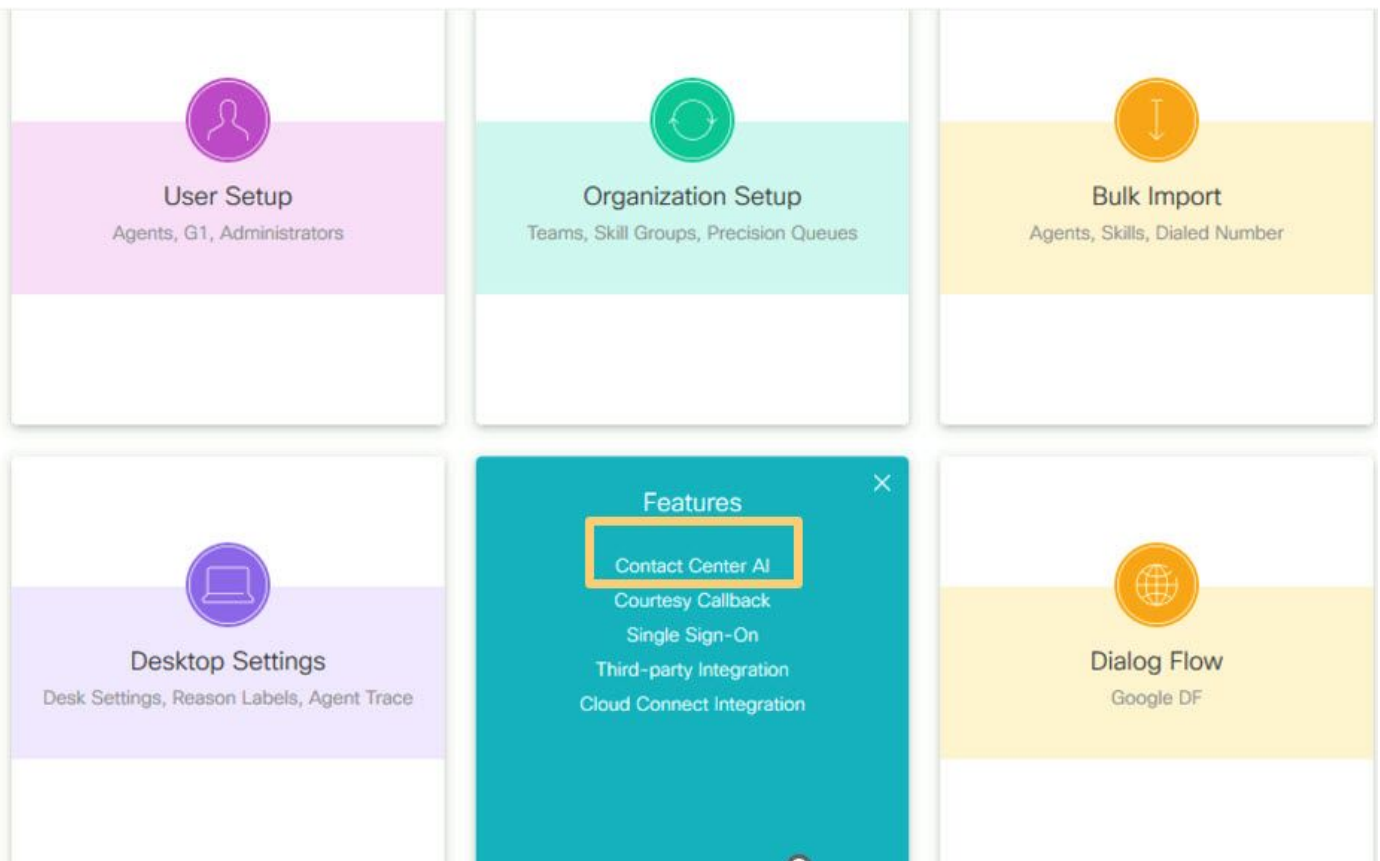 User Setup
Agents, G1, Administrators
Organization Setup
Teams, Skill Groups, Precision Queues
Bulk Import
Agents, Skills, Dialed Number
Desktop Settings
Desk Settings, Reason Labels, Agent Trace
Features
Contact Center AI
Courtesy Callback
Single Sign-On
Third-party Integration
Cloud Connect Integration
Dialog Flow
Google DF